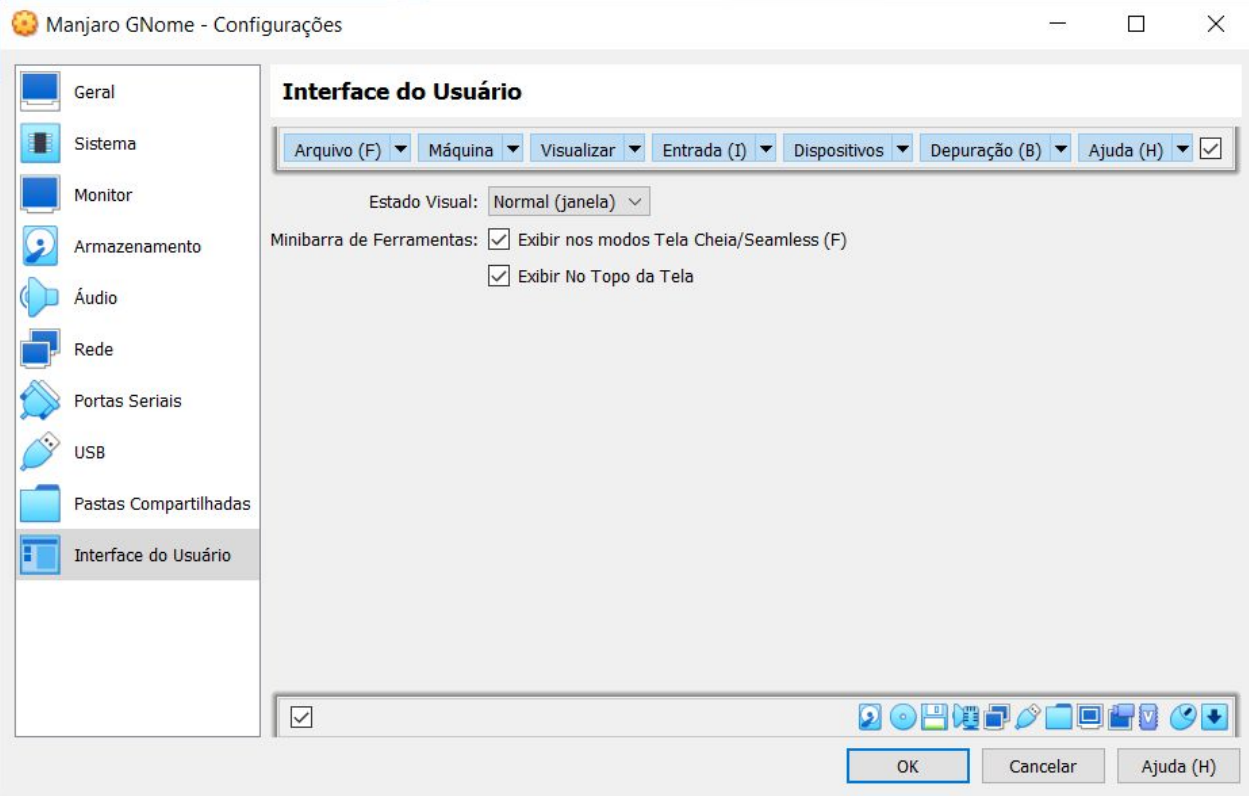 Manjaro GNome - Configurações
Geral
Sistema
Monitor
Armazenamento
Áudio
Rede
Portas Seriais
USB
Pastas Compartilhadas
Interface do Usuário
Interface do Usuário
Arquivo (F) Máquina Visualizar Entrada (I) Dispositivos Depuração (B) Ajuda (H)
Estado Visual: Normal (janela)
Minibarra de Ferramentas: Exibir nos modos Tela Cheia/Seamless (F)
Exibir No Topo da Tela
V
OK Cancelar Ajuda (H)